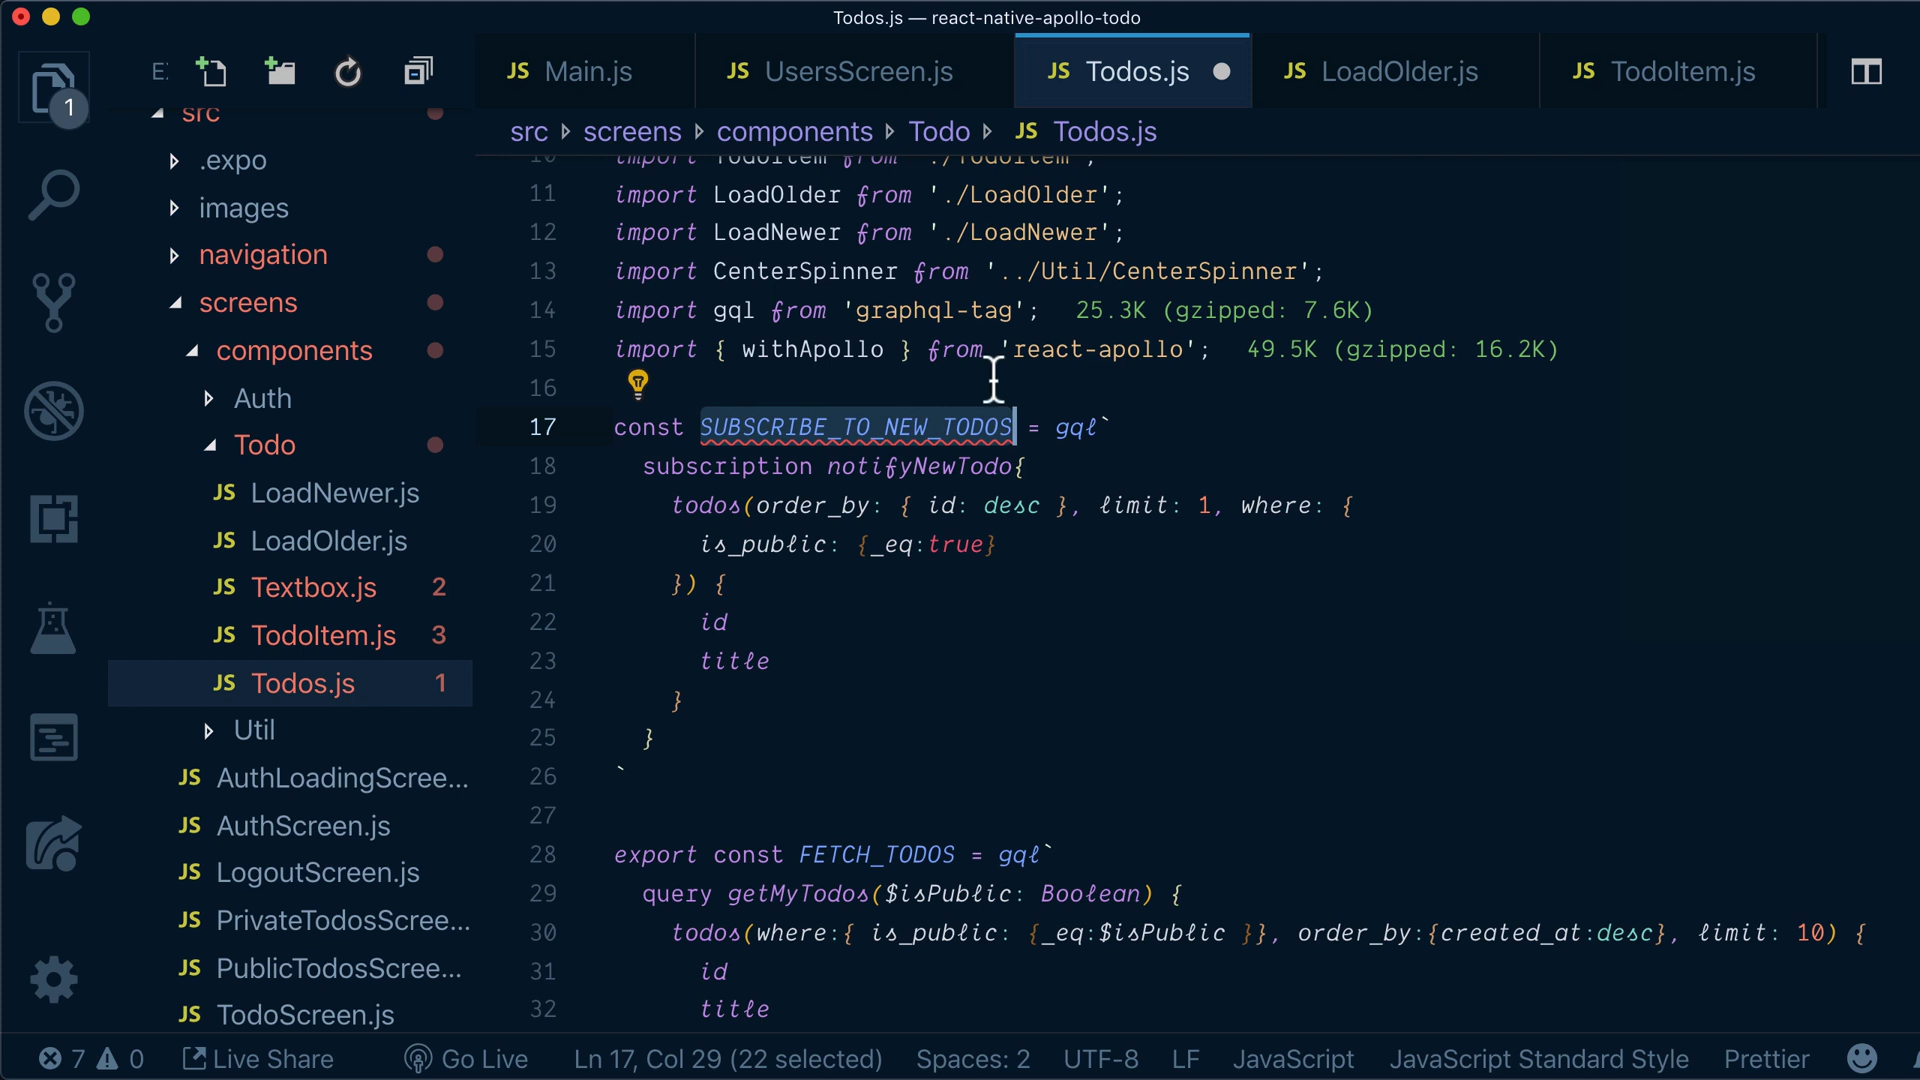 Todos.js — react-native-apollo-todo
1
E:
JS Main.js
JS UsersScreen.js
JS Todos.js
JS LoadOlder.js
JS TodoItem.js
src
.expo
images
navigation
screens
components
Auth
Todo
JS LoadNewer.js
JS LoadOlder.js
JS Textbox.js 2
JS TodoItem.js 3
JS Todos.js 1
Util
JS AuthLoadingScree...
JS AuthScreen.js
JS LogoutScreen.js
JS PrivateTodosScree...
JS PublicTodosScree...
JS TodoScreen.js
src screens components Todo JS Todos.js
10 import TodoItem from './TodoItem';
11 import LoadOlder from './LoadOlder';
12 import LoadNewer from './LoadNewer';
13 import CenterSpinner from '../Util/CenterSpinner';
14 import gql from 'graphql-tag'; 25.3K (gzipped: 7.6K)
15 import { withApollo } from 'react-apollo'; 49.5K (gzipped: 16.2K)
16
17 const SUBSCRIBE_TO_NEW_TODOS = gql`
18 subscription notifyNewTodo{
19 todos(order_by: { id: desc }, limit: 1, where: {
20 is_public: {_eq:true}
21 }) {
22 id
23 title
24 }
25 }
26 `
27
28 export const FETCH_TODOS = gql`
29 query getMyTodos($isPublic: Boolean) {
30 todos(where:{ is_public: {_eq:$isPublic }}, order_by:{created_at:desc}, limit: 10) {
31 id
32 title
7 0 Live Share Go Live Ln 17, Col 29 (22 selected) Spaces: 2 UTF-8 LF JavaScript JavaScript Standard Style Prettier